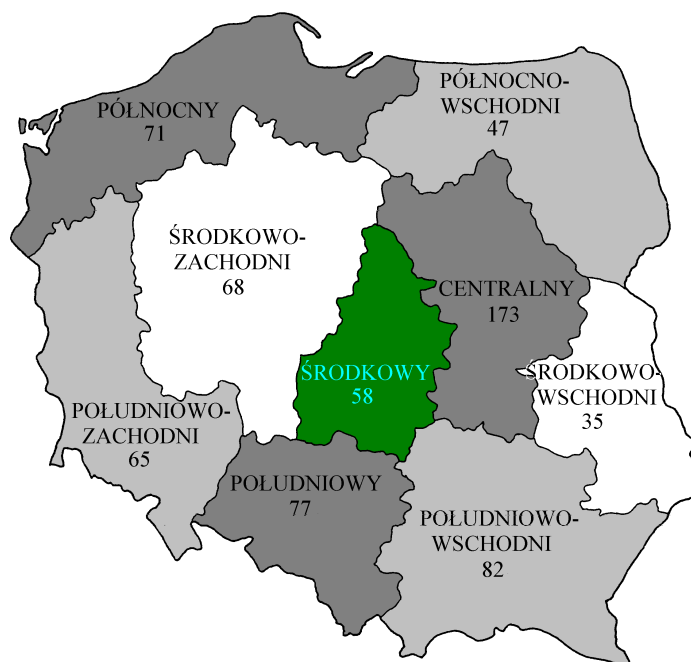 PÓŁNOCNY
71
PÓŁNOCNO-
WSCHODNI
47
ŚRODKOWO-
ZACHODNI
68
CENTRALNY
173
ŚRODKOWY
58
ŚRODKOWO-
WSCHODNI
35
POŁUDNIOWO-
ZACHODNI
65
POŁUDNIOWY
77
POŁUDNIOWO-
WSCHODNI
82